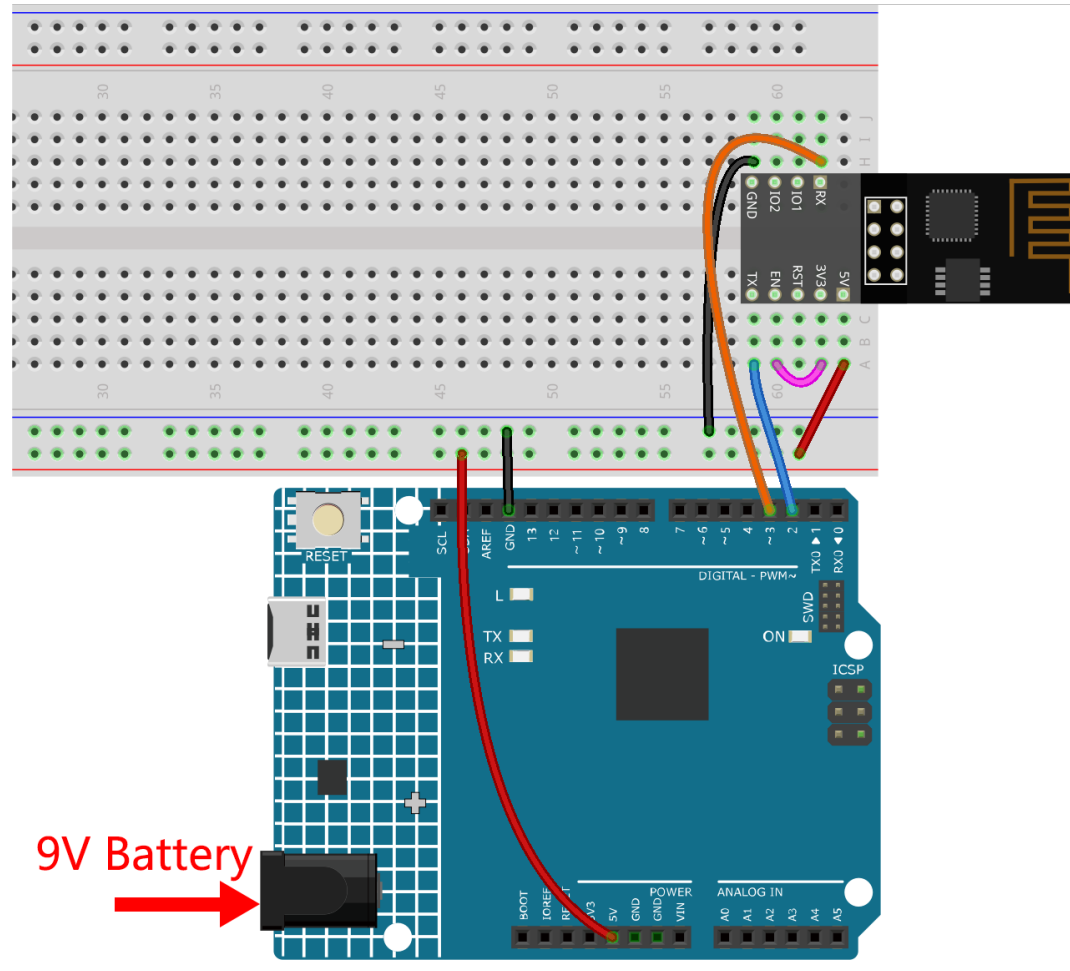 30 35 40 45 50 55 60
J
I
H
GND IO2 IO1 RX
TX EN RST 3V3 5V
C
B
A
30 35 40 45 50 55 60
SCL AREF GND 13 12 ~11 ~10 ~9 8 7 ~6 ~5 4 ~3 2 TX0▶1 RX0◀0
RESET
DIGITAL - PWM~
L
TX
RX
ON
SWD
ICSP
9V Battery
POWER
ANALOG IN
BOOT IOREF 5V GND GND VIN A0 A1 A2 A3 A4 A5